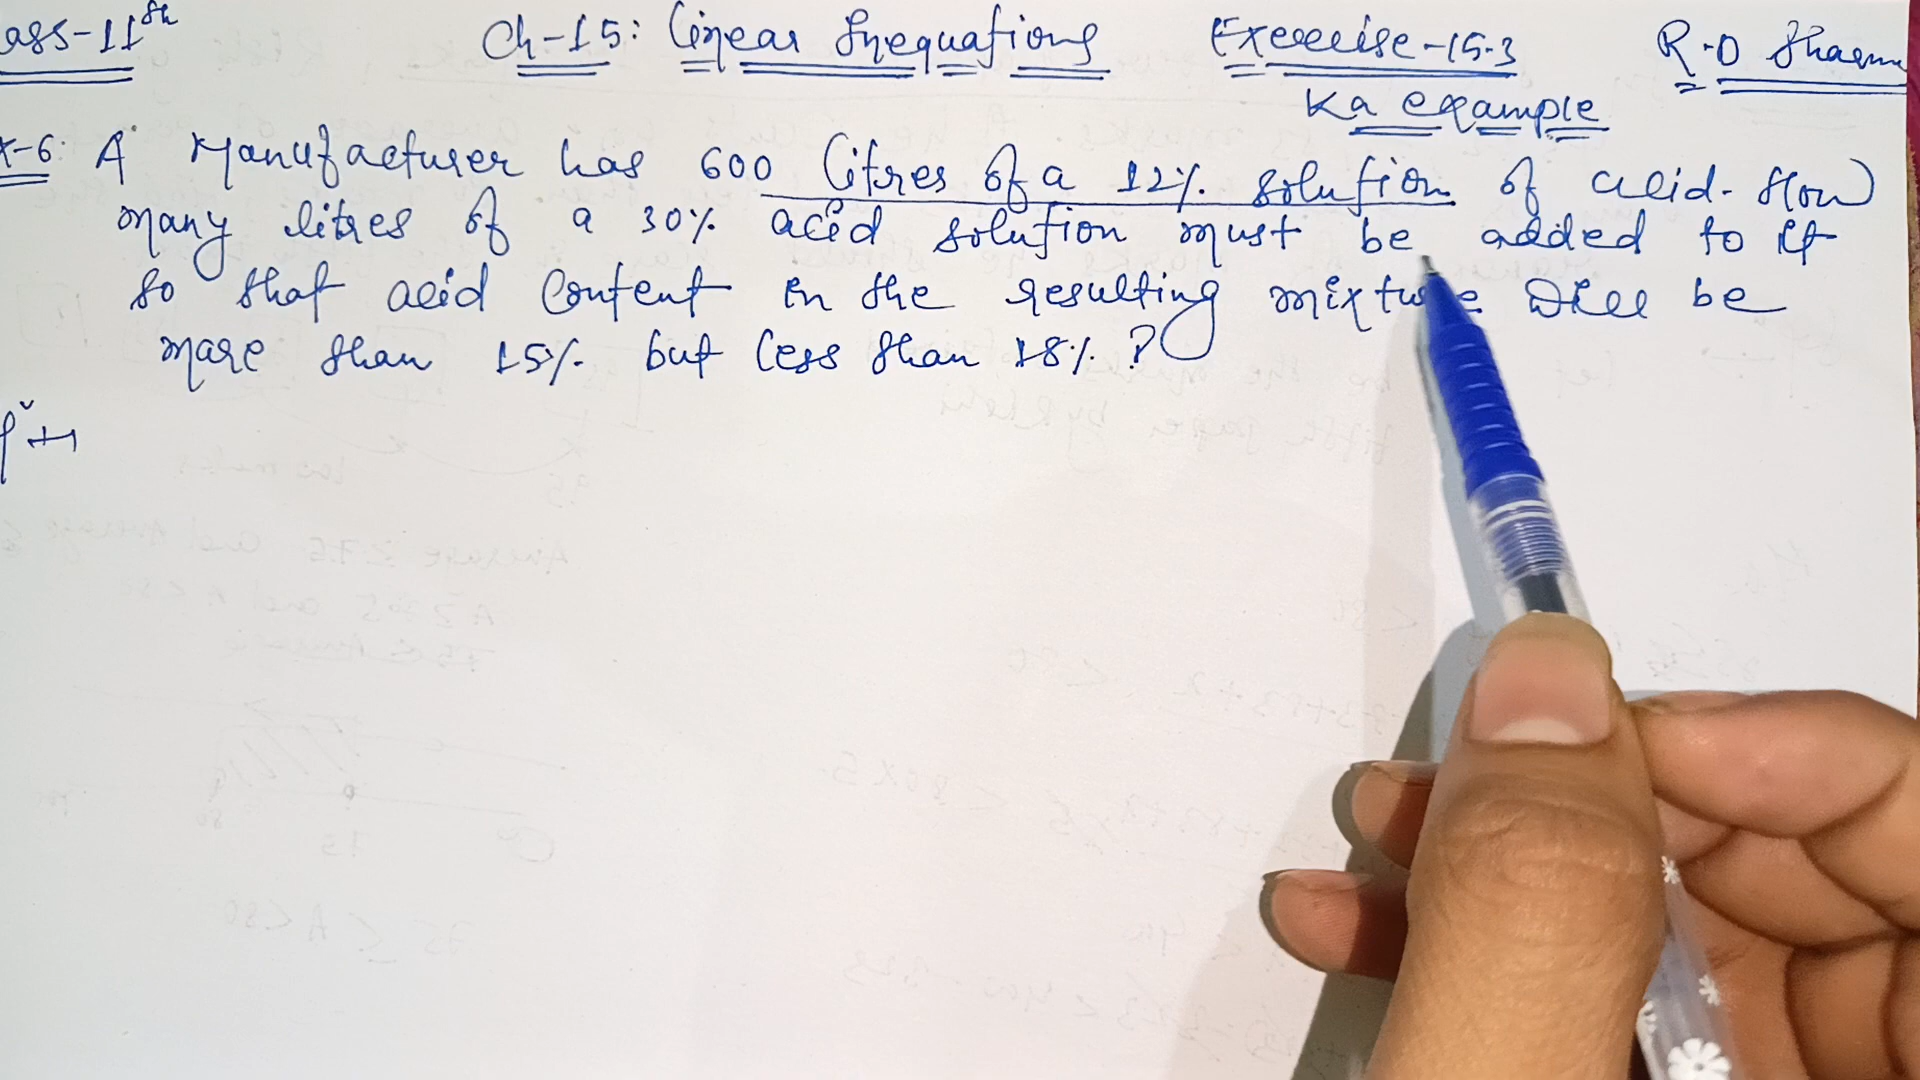 ass-11th Ch-15: Linear Inequations Exercise-15.3 R.D Sharma
Ka example
x-6: A Manufacturer has 600 litres of a 12% solution of acid. How
many litres of a 30% acid solution must be added to it
so that acid content in the resulting mixture will be
more than 15% but less than 18%?